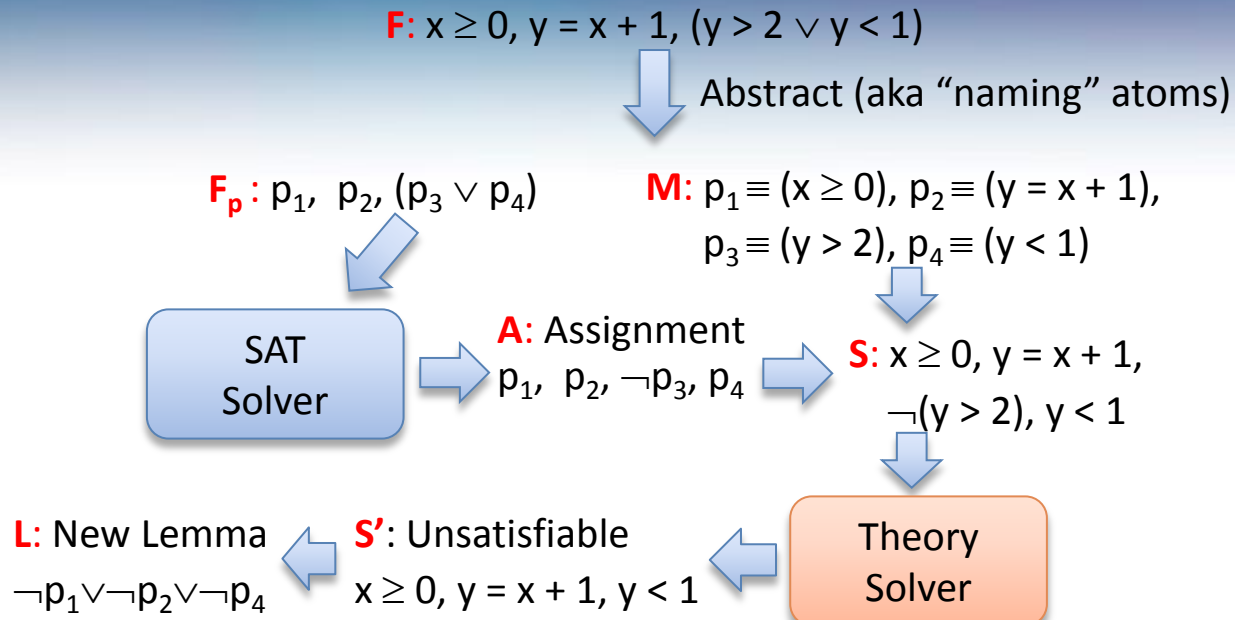 F: x ≥ 0, y = x + 1, (y > 2 ∨ y < 1)
Abstract (aka “naming” atoms)
Fₚ : p₁, p₂, (p₃ ∨ p₄)
M: p₁ ≡ (x ≥ 0), p₂ ≡ (y = x + 1),
p₃ ≡ (y > 2), p₄ ≡ (y < 1)
SAT
Solver
A: Assignment
p₁, p₂, ¬p₃, p₄
S: x ≥ 0, y = x + 1,
¬(y > 2), y < 1
Theory
Solver
S’: Unsatisfiable
x ≥ 0, y = x + 1, y < 1
L: New Lemma
¬p₁∨¬p₂∨¬p₄